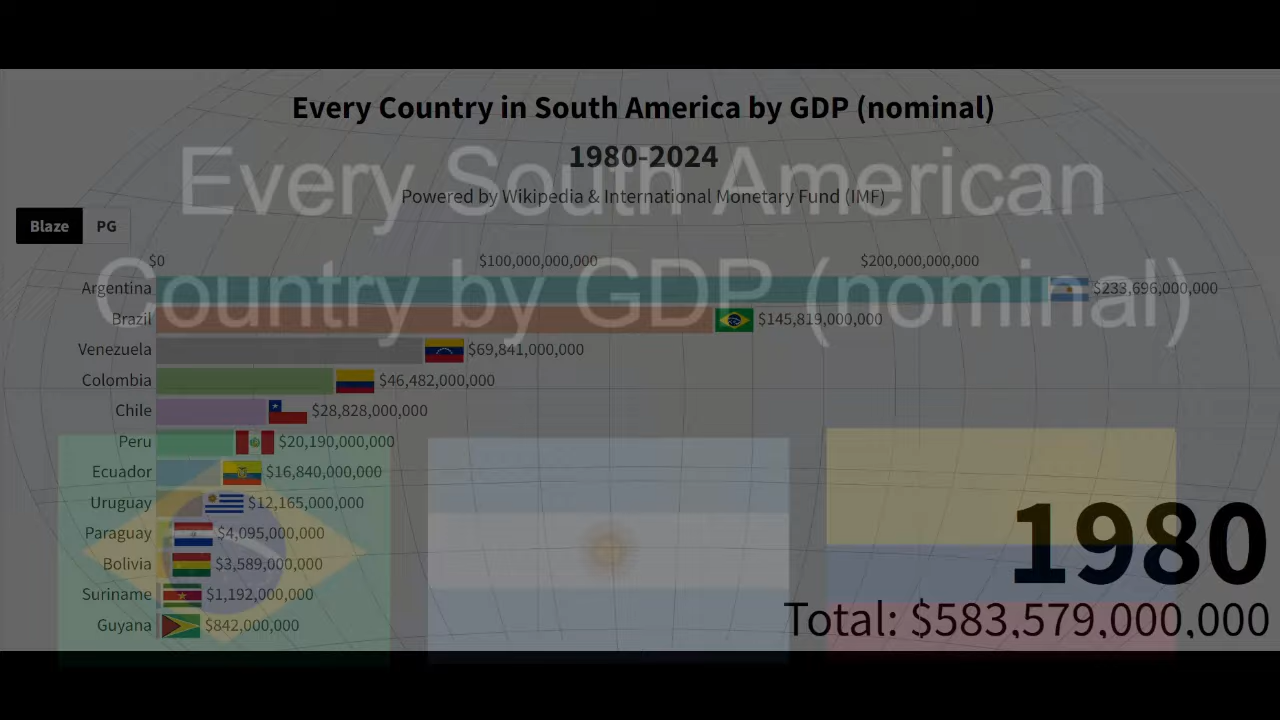 Every Country in South America by GDP (nominal)
1980-2024
Every South American
Powered by Wikipedia & International Monetary Fund (IMF)
Blaze PG
$0 $100,000,000,000 $200,000,000,000
Country by GDP (nominal)
Argentina $233,696,000,000
Brazil $145,819,000,000
Venezuela $69,841,000,000
Colombia $46,482,000,000
Chile $28,828,000,000
Peru $20,190,000,000
Ecuador $16,840,000,000
Uruguay $12,165,000,000
Paraguay $4,095,000,000
Bolivia $3,589,000,000
Suriname $1,192,000,000
Guyana $842,000,000
1980
Total: $583,579,000,000